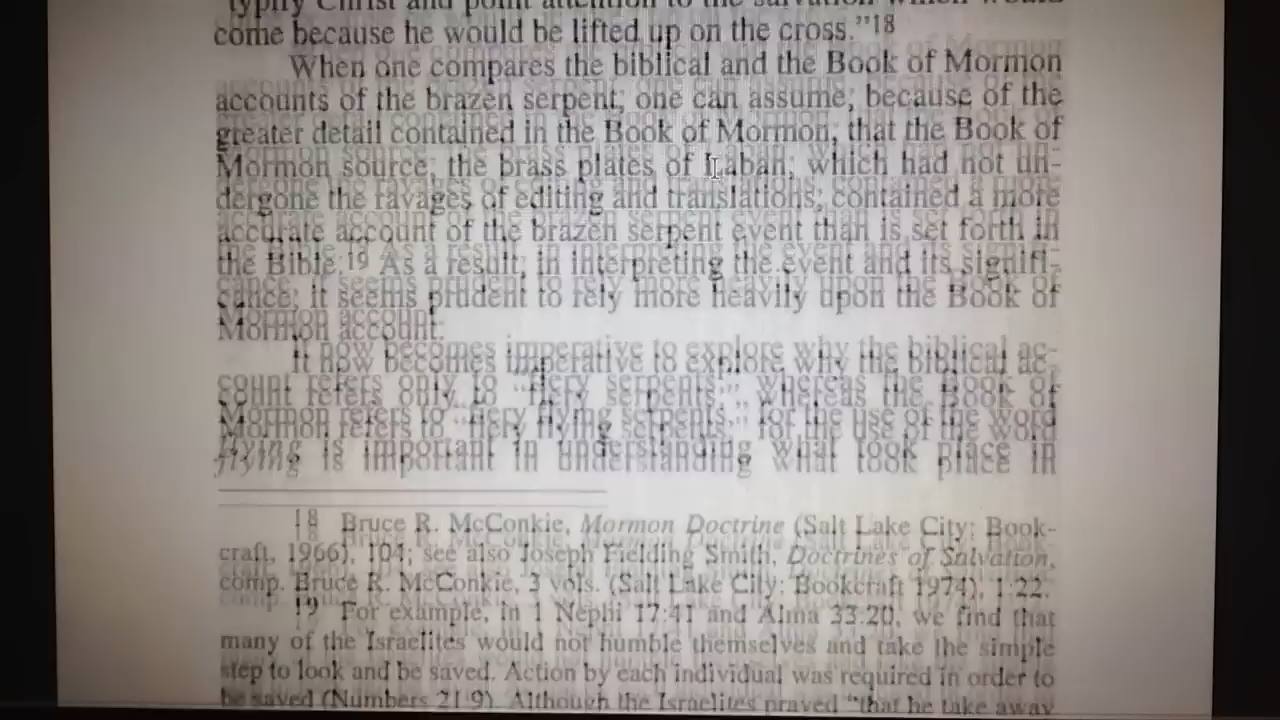 typify Christ and point attention to the salvation which would
come because he would be lifted up on the cross."18
When one compares the biblical and the Book of Mormon
accounts of the brazen serpent, one can assume, because of the
greater detail contained in the Book of Mormon, that the Book of
Mormon source, the brass plates of Laban, which had not un-
dergone the ravages of editing and translations, contained a more
accurate account of the brazen serpent event than is set forth in
the Bible.19 As a result, in interpreting the event and its signifi-
cance, it seems prudent to rely more heavily upon the Book of
Mormon account.
It now becomes imperative to explore why the biblical ac-
count refers only to "fiery serpents," whereas the Book of
Mormon refers to "fiery flying serpents," for the use of the word
flying is important in understanding what took place in
18 Bruce R. McConkie, Mormon Doctrine (Salt Lake City: Book-
craft, 1966), 104; see also Joseph Fielding Smith, Doctrines of Salvation,
comp. Bruce R. McConkie, 3 vols. (Salt Lake City: Bookcraft 1974), 1:22.
19 For example, in 1 Nephi 17:41 and Alma 33:20, we find that
many of the Israelites would not humble themselves and take the simple
step to look and be saved. Action by each individual was required in order to
be saved (Numbers 21:9). Although the Israelites prayed "that he take away